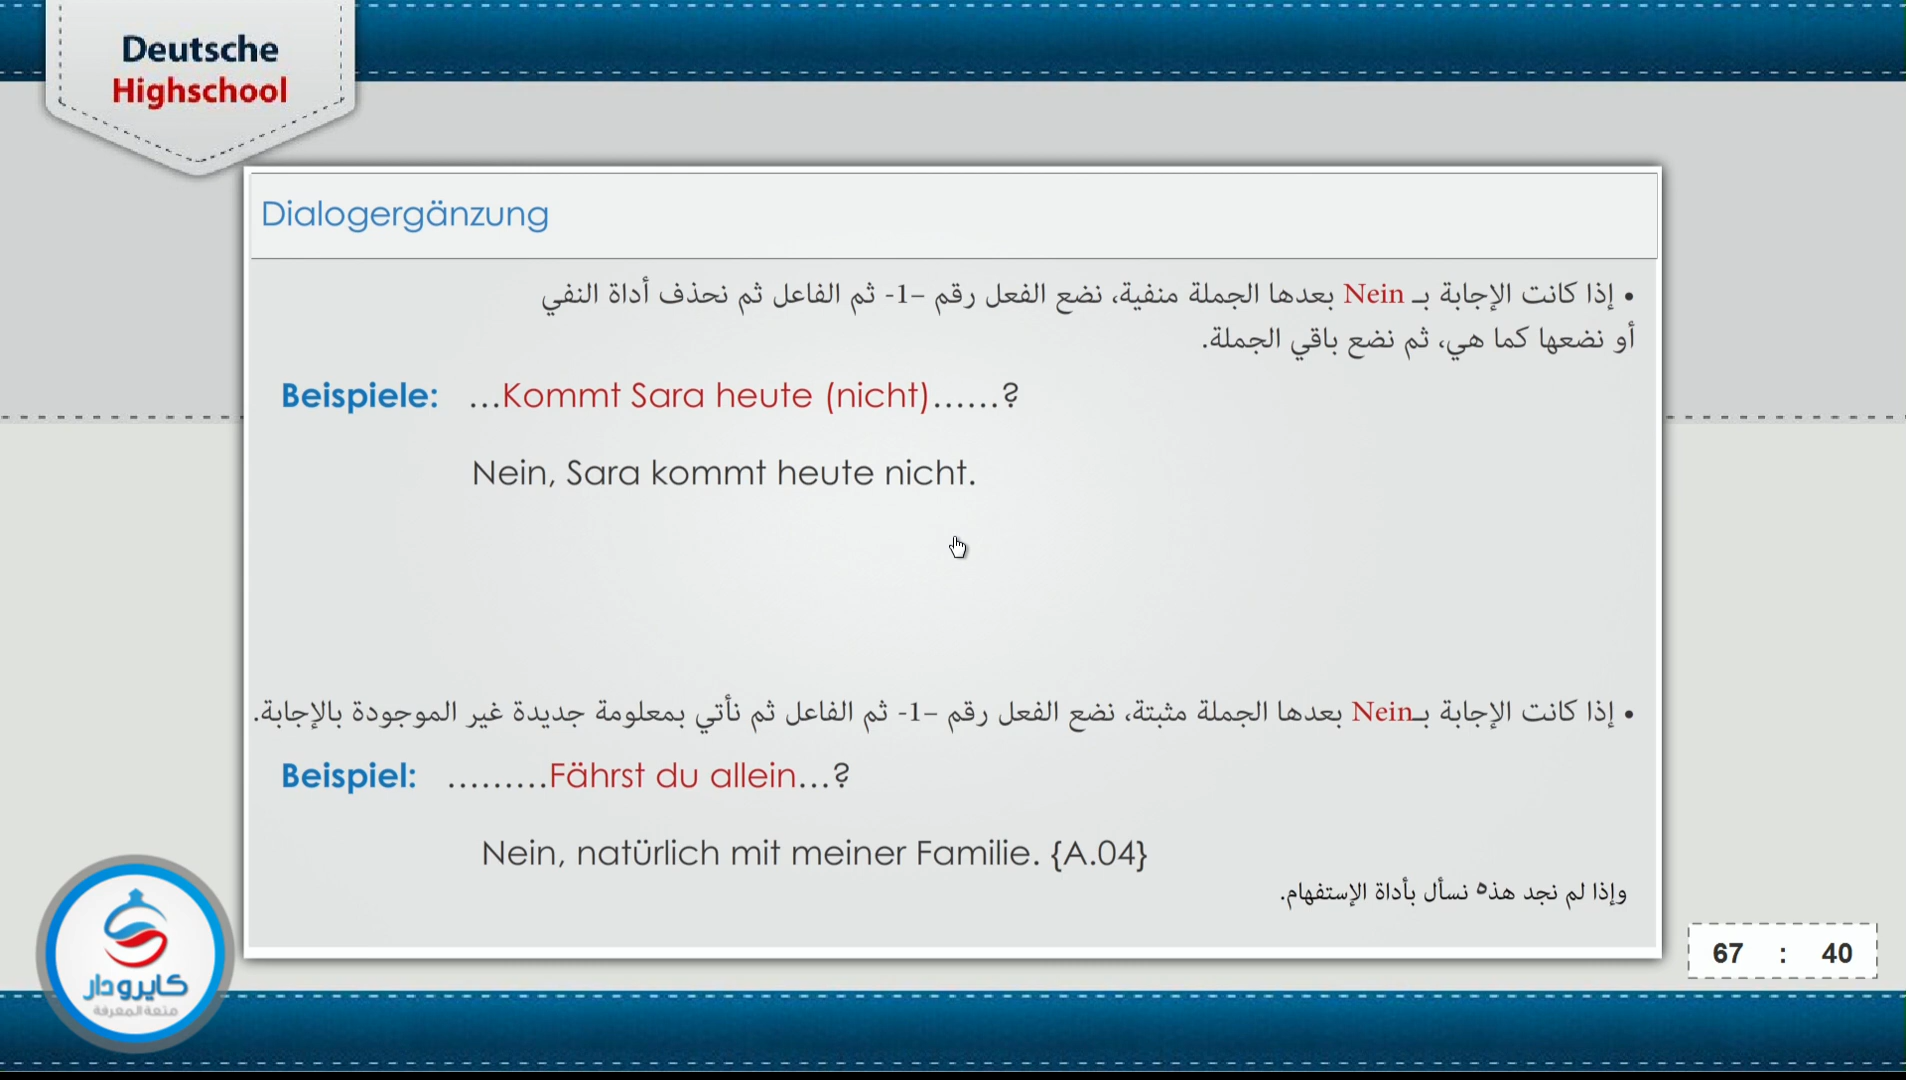 Deutsche
Highschool
Dialogergänzung
• إذا كانت الإجابة بـ Nein بعدها الجملة منفية، نضع الفعل رقم –1- ثم الفاعل ثم نحذف أداة النفي
أو نضعها كما هي، ثم نضع باقي الجملة.
Beispiele: ...Kommt Sara heute (nicht)......?
Nein, Sara kommt heute nicht.
• إذا كانت الإجابة بـNein بعدها الجملة مثبتة، نضع الفعل رقم –1- ثم الفاعل ثم نأتي بمعلومة جديدة غير الموجودة بالإجابة.
Beispiel: .........Fährst du allein...?
Nein, natürlich mit meiner Familie. {A.04}
وإذا لم نجد هذه نسأل بأداة الإستفهام.
كايرودار
متعة المعرفة
67 : 40